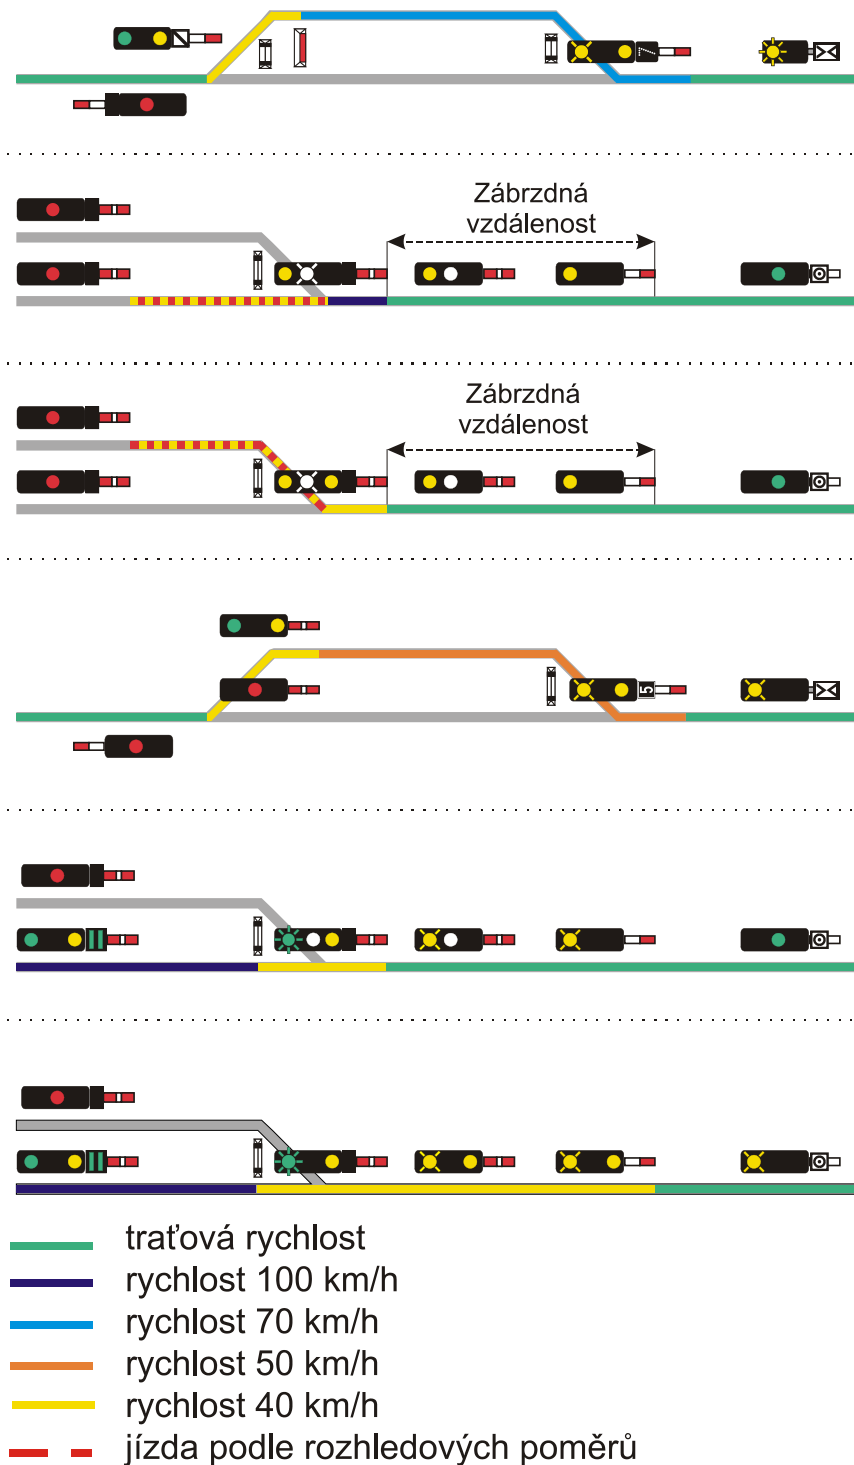 Zábrzdná
vzdálenost
Zábrzdná
vzdálenost
5
traťová rychlost
rychlost 100 km/h
rychlost 70 km/h
rychlost 50 km/h
rychlost 40 km/h
jízda podle rozhledových poměrů